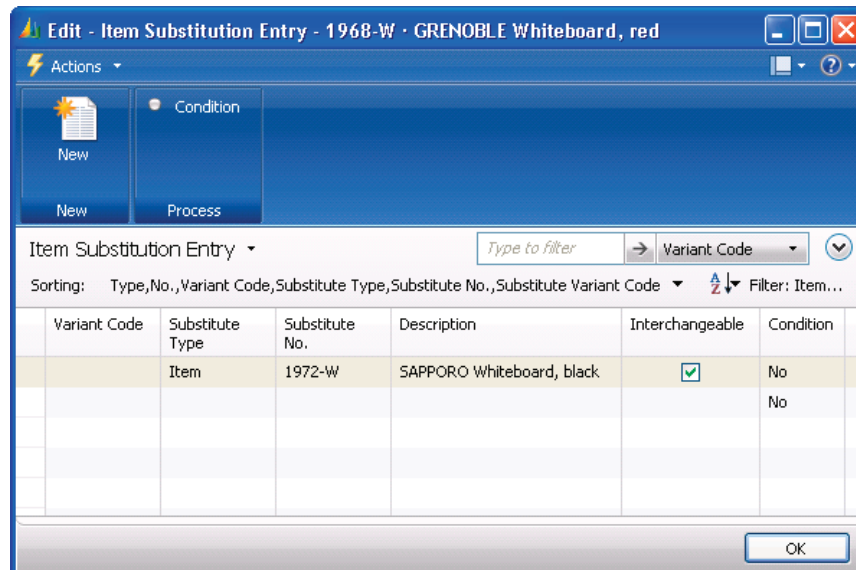 Edit - Item Substitution Entry - 1968-W · GRENOBLE Whiteboard, red
Actions
Condition
New
New
Process
Item Substitution Entry
Type to filter
Variant Code
Sorting: Type,No.,Variant Code,Substitute Type,Substitute No.,Substitute Variant Code
A
Z
Filter: Item...
Variant Code
Substitute
Type
Substitute
No.
Description
Interchangeable
Condition
Item 1972-W SAPPORO Whiteboard, black No
No
OK